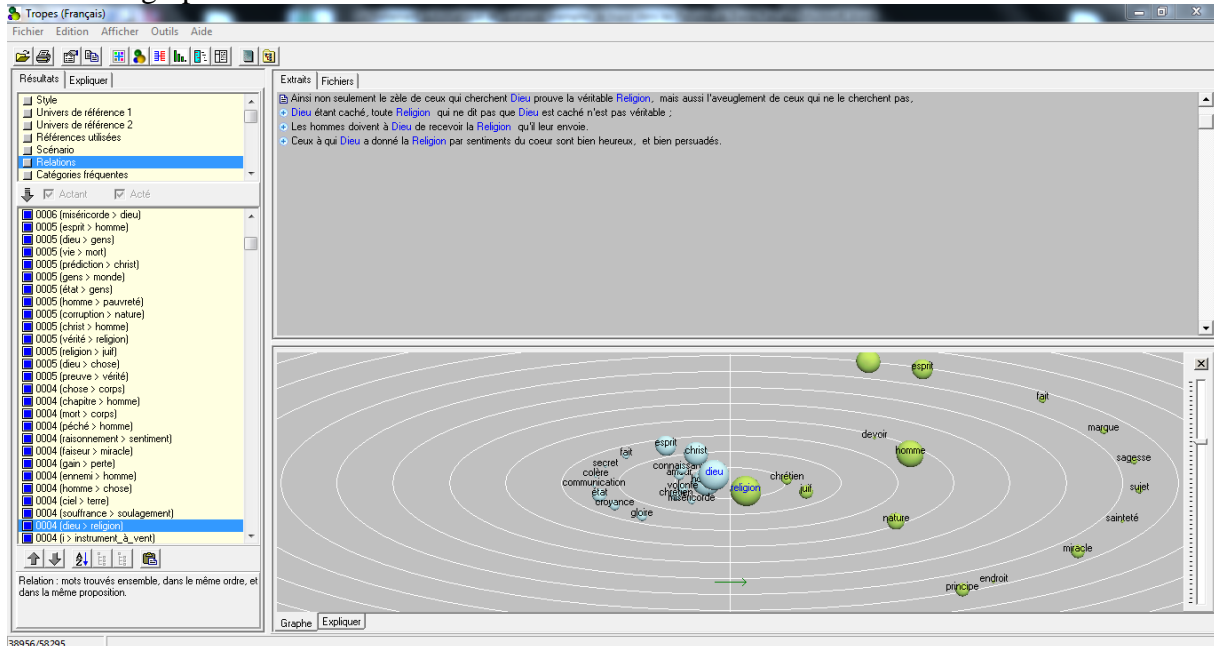 Tropes (Français)
Fichier Edition Afficher Outils Aide
Résultats Expliquer
Style
Univers de référence 1
Univers de référence 2
Références utilisées
Scénario
Relations
Catégories fréquentes
Actant Acté
0006 (miséricorde > dieu)
0005 (esprit > homme)
0005 (dieu > gens)
0005 (vie > mort)
0005 (prédiction > christ)
0005 (gens > monde)
0005 (état > gens)
0005 (homme > pauvreté)
0005 (corruption > nature)
0005 (christ > homme)
0005 (vérité > religion)
0005 (religion > juif)
0005 (dieu > chose)
0005 (preuve > vérité)
0004 (chose > corps)
0004 (chapitre > homme)
0004 (mort > corps)
0004 (péché > homme)
0004 (raisonnement > sentiment)
0004 (faiseur > miracle)
0004 (gain > perte)
0004 (ennemi > homme)
0004 (homme > chose)
0004 (ciel > terre)
0004 (souffrance > soulagement)
0004 (dieu > religion)
0004 (i > instrument_à_vent)
Relation : mots trouvés ensemble, dans le même ordre, et
dans la même proposition.
38956/58295
Extraits Fichiers
Ainsi non seulement le zèle de ceux qui cherchent Dieu prouve la véritable Religion, mais aussi l'aveuglement de ceux qui ne le cherchent pas,
Dieu étant caché, toute Religion qui ne dit pas que Dieu est caché n'est pas véritable ;
Les hommes doivent à Dieu de recevoir la Religion qu'il leur envoie.
Ceux à qui Dieu a donné la Religion par sentiments du coeur sont bien heureux, et bien persuadés.
esprit
fait
marque
devoir
homme
sagesse
esprit
christ
fait
secret
colère
communication
état
croyance
gloire
amour
dieu
volonté
chrétien
miséricorde
religion
chrétien
juif
sujet
nature
sainteté
miracle
endroit
principe
Graphe Expliquer